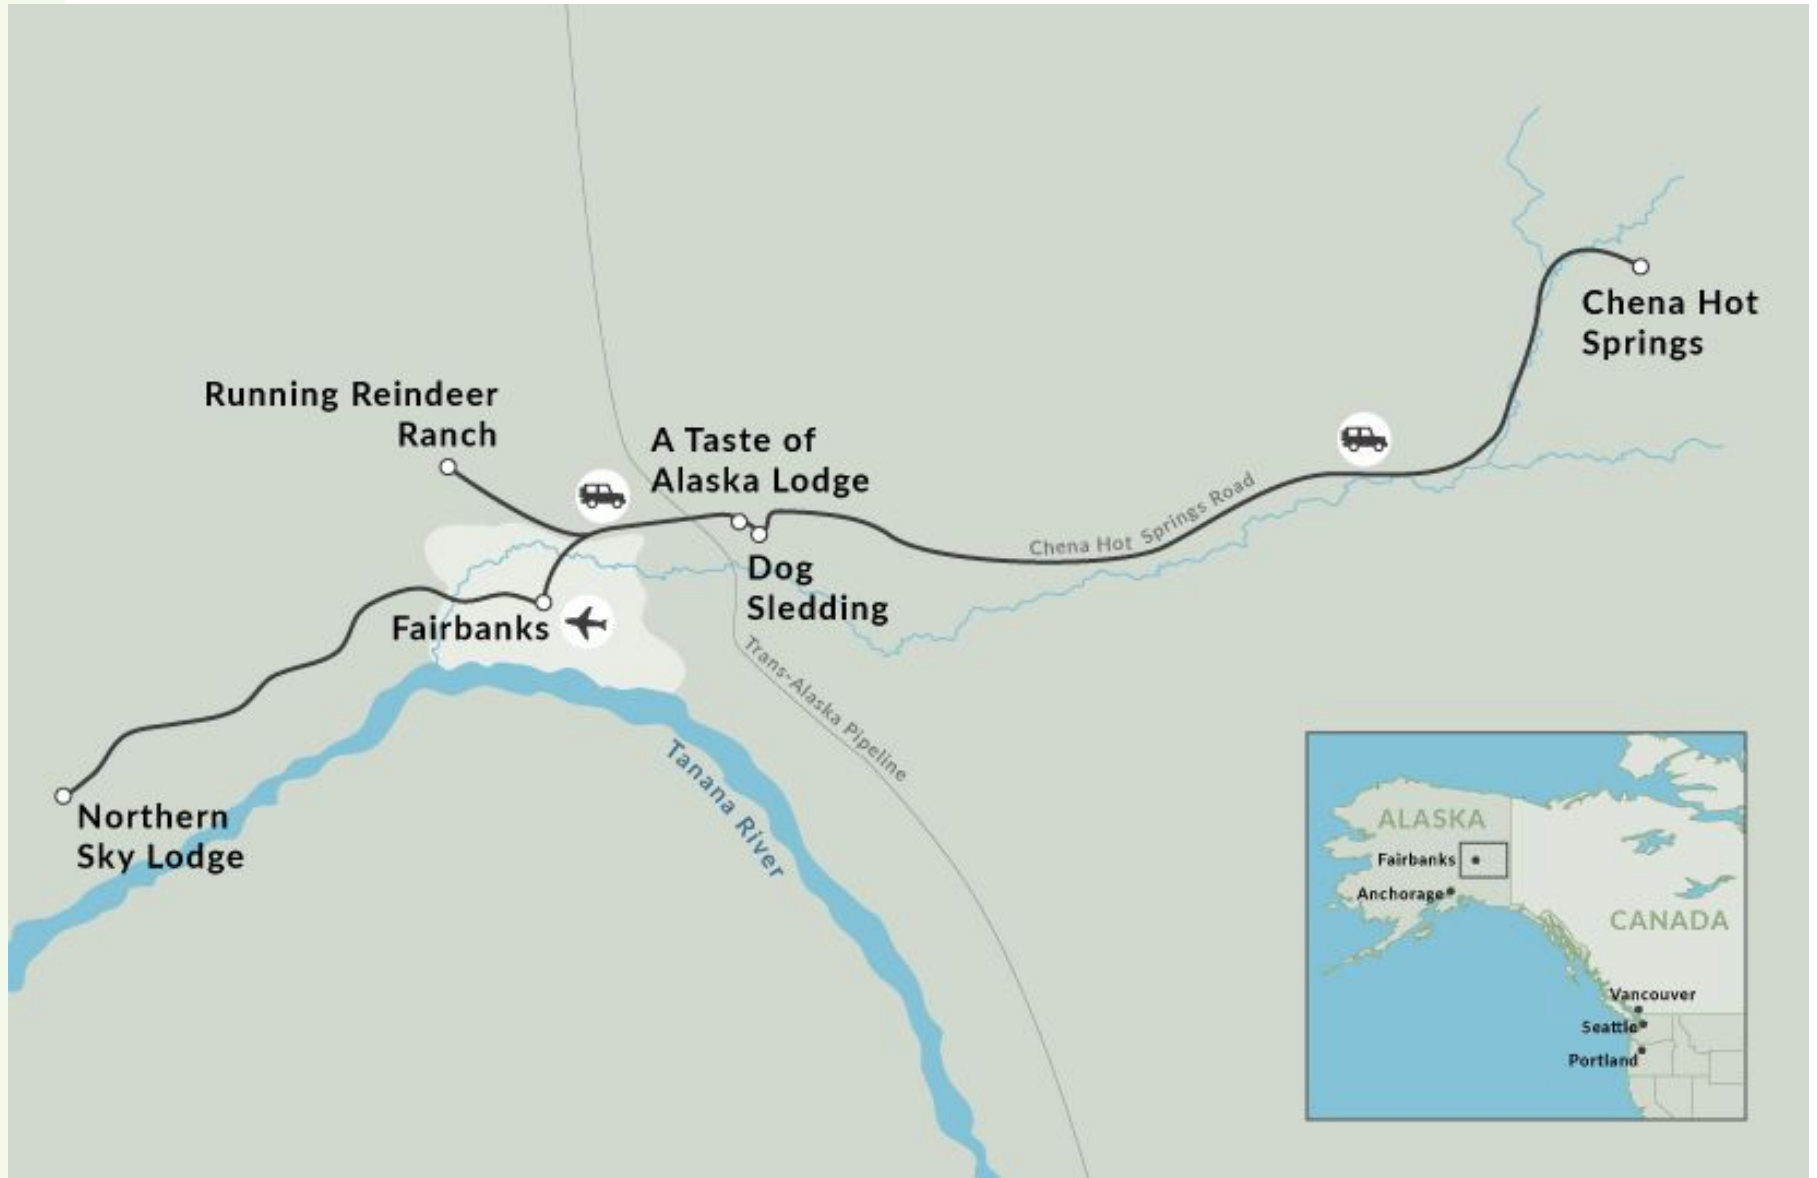 Running Reindeer
Ranch
A Taste of
Alaska Lodge
Chena Hot
Springs
Chena Hot Springs Road
Dog
Sledding
Fairbanks
Trans-Alaska Pipeline
Tanana River
Northern
Sky Lodge
ALASKA
Fairbanks
Anchorage
CANADA
Vancouver
Seattle
Portland